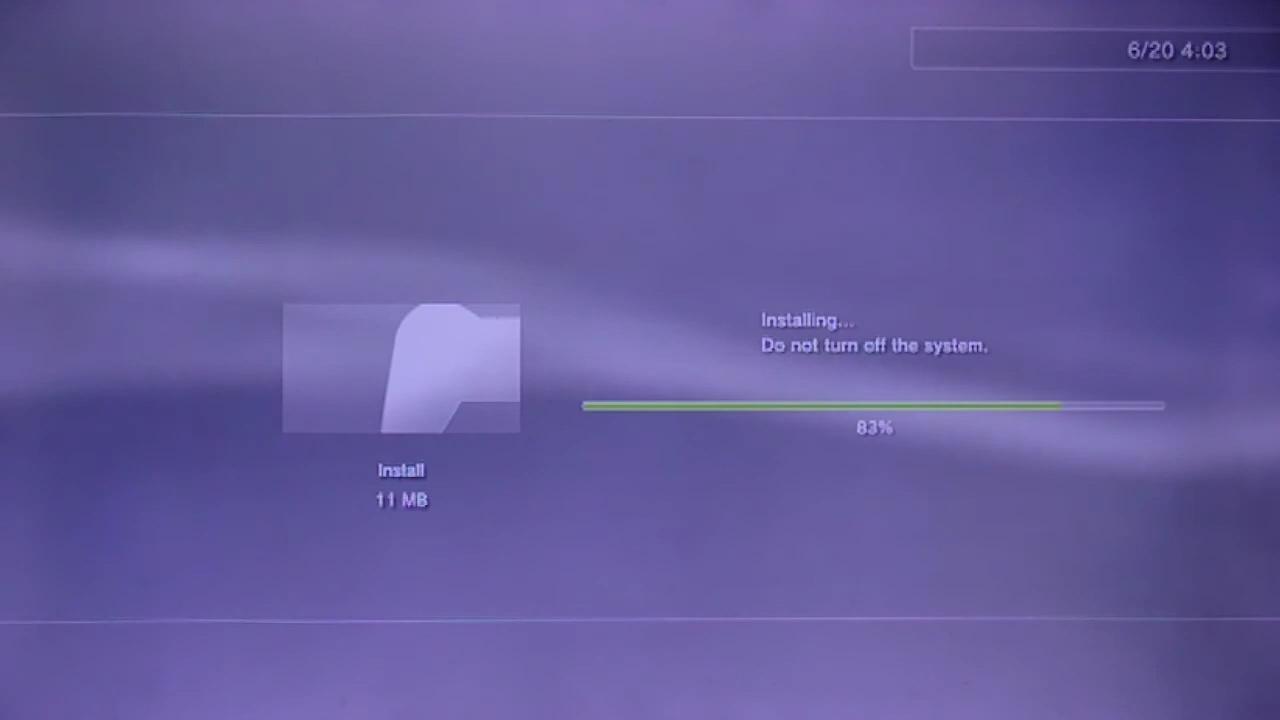 6/20 4:03
Installing...
Do not turn off the system.
83%
Install
11 MB